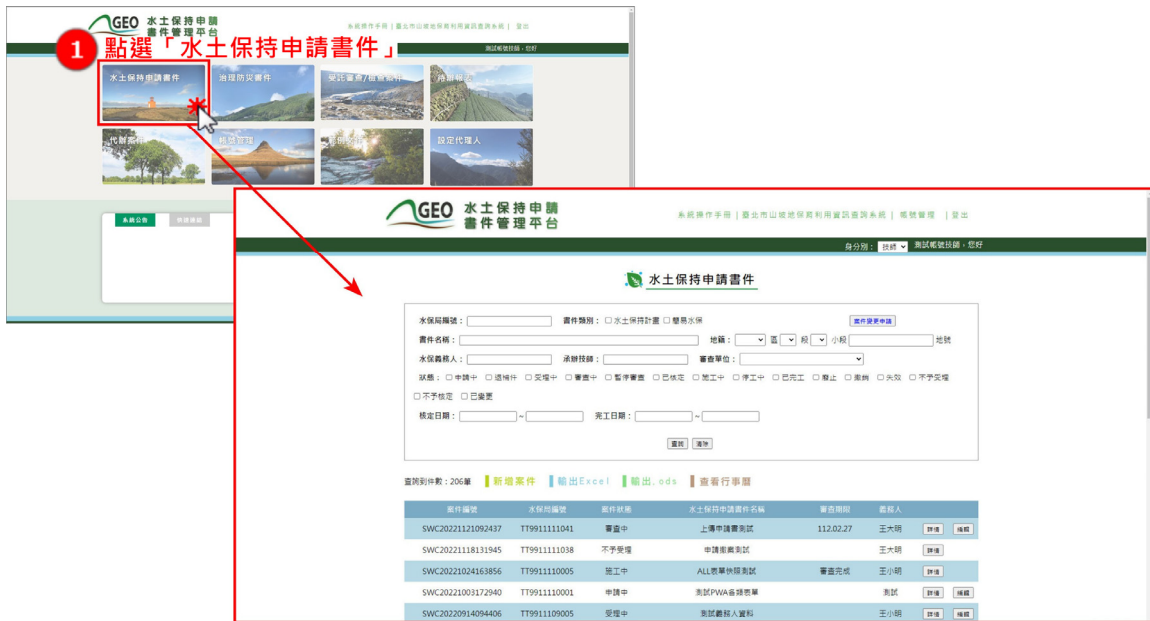 GEO 水土保持申請
書件管理平台
系統操作手冊 | 臺北市山坡地保育利用資訊查詢系統 | 登出
測試帳號技師，您好
1 點選「水土保持申請書件」
水土保持申請書件
治理防災書件
受託審查/檢查案件
代辦案件
帳號管理
設定代理人
系統公告
GEO 水土保持申請
書件管理平台
系統操作手冊 | 臺北市山坡地保育利用資訊查詢系統 | 帳號管理 | 登出
身分別： 技師 測試帳號技師，您好
水土保持申請書件
水保局編號： 書件類別： 水土保持計畫 簡易水保 案件變更申請
書件名稱： 地籍： 區 段 小段 地號
水保義務人： 承辦技師： 審查單位：
狀態： 申請中 退補件 受理中 審查中 暫停審查 已核定 施工中 停工中 已完工 廢止 撤銷 失效 不予受理
不予核定 已變更
核定日期： ~ 完工日期： ~
查詢 清除
查詢到件數：206筆 新增案件 輸出Excel 輸出.ods 查看行事曆
案件編號 水保局編號 案件狀態 水土保持申請書件名稱 審查期限 義務人
SWC20221121092437 TT9911111041 審查中 上傳申請書測試 112.02.27 王大明 詳情 編輯
SWC20221118131945 TT9911111038 不予受理 申請撤案測試 王大明 詳情
SWC20221024163856 TT9911110005 施工中 ALL表單快照測試 審查完成 王小明 詳情
SWC20221003172940 TT9911110001 申請中 測試PWA各類表單 測試 詳情 編輯
SWC20220914094406 TT9911109005 受理中 測試義務人資料 王小明 詳情 編輯